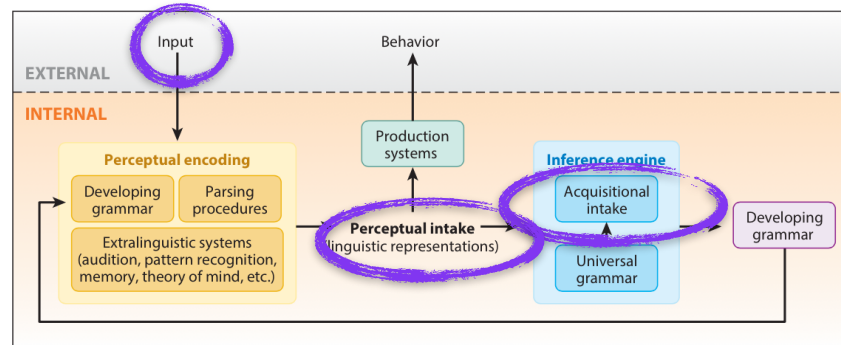 Input
Behavior
EXTERNAL
INTERNAL
Perceptual encoding
Developing
grammar
Parsing
procedures
Extralinguistic systems
(audition, pattern recognition,
memory, theory of mind, etc.)
Production
systems
Perceptual intake
(linguistic representations)
Inference engine
Acquisitional
intake
Universal
grammar
Developing
grammar